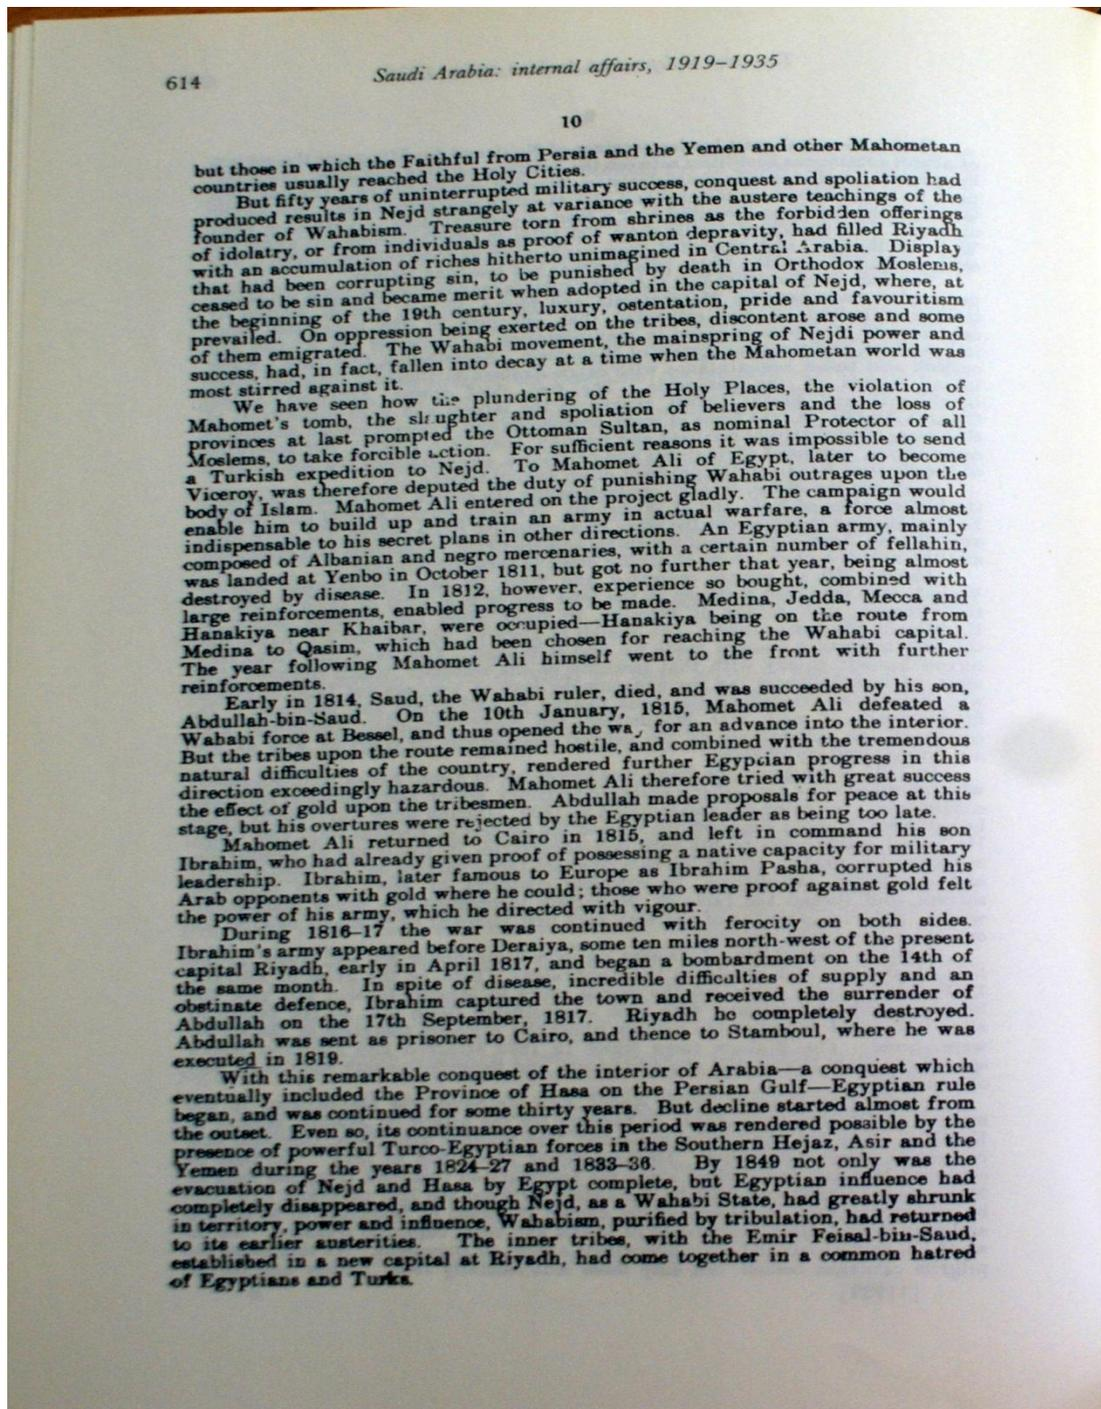 614
Saudi Arabia: internal affairs, 1919–1935
10
but those in which the Faithful from Persia and the Yemen and other Mahometan
countries usually reached the Holy Cities.
But fifty years of uninterrupted military success, conquest and spoliation had
produced results in Nejd strangely at variance with the austere teachings of the
founder of Wahabism. Treasure torn from shrines as the forbidden offerings
of idolatry, or from individuals as proof of wanton depravity, had filled Riyadh
with an accumulation of riches hitherto unimagined in Central Arabia. Display
that had been corrupting sin, to be punished by death in Orthodox Moslems,
ceased to be sin and became merit when adopted in the capital of Nejd, where, at
the beginning of the 19th century, luxury, ostentation, pride and favouritism
prevailed. On oppression being exerted on the tribes, discontent arose and some
of them emigrated. The Wahabi movement, the mainspring of Nejdi power and
success, had, in fact, fallen into decay at a time when the Mahometan world was
most stirred against it.
We have seen how the plundering of the Holy Places, the violation of
Mahomet's tomb, the slaughter and spoliation of believers and the loss of
provinces at last prompted the Ottoman Sultan, as nominal Protector of all
Moslems, to take forcible action. For sufficient reasons it was impossible to send
a Turkish expedition to Nejd. To Mahomet Ali of Egypt, later to become
Viceroy, was therefore deputed the duty of punishing Wahabi outrages upon the
body of Islam. Mahomet Ali entered on the project gladly. The campaign would
enable him to build up and train an army in actual warfare, a force almost
indispensable to his secret plans in other directions. An Egyptian army, mainly
composed of Albanian and negro mercenaries, with a certain number of fellahin,
was landed at Yenbo in October 1811, but got no further that year, being almost
destroyed by disease. In 1812, however, experience so bought, combined with
large reinforcements, enabled progress to be made. Medina, Jedda, Mecca and
Hanakiya near Khaibar, were occupied—Hanakiya being on the route from
Medina to Qasim, which had been chosen for reaching the Wahabi capital.
The year following Mahomet Ali himself went to the front with further
reinforcements.
Early in 1814, Saud, the Wahabi ruler, died, and was succeeded by his son,
Abdullah-bin-Saud. On the 10th January, 1815, Mahomet Ali defeated a
Wahabi force at Bessel, and thus opened the way for an advance into the interior.
But the tribes upon the route remained hostile, and combined with the tremendous
natural difficulties of the country, rendered further Egyptian progress in this
direction exceedingly hazardous. Mahomet Ali therefore tried with great success
the effect of gold upon the tribesmen. Abdullah made proposals for peace at this
stage, but his overtures were rejected by the Egyptian leader as being too late.
Mahomet Ali returned to Cairo in 1815, and left in command his son
Ibrahim, who had already given proof of possessing a native capacity for military
leadership. Ibrahim, later famous to Europe as Ibrahim Pasha, corrupted his
Arab opponents with gold where he could; those who were proof against gold felt
the power of his army, which he directed with vigour.
During 1816–17 the war was continued with ferocity on both sides.
Ibrahim's army appeared before Deraiya, some ten miles north-west of the present
capital Riyadh, early in April 1817, and began a bombardment on the 14th of
the same month. In spite of disease, incredible difficulties of supply and an
obstinate defence, Ibrahim captured the town and received the surrender of
Abdullah on the 17th September, 1817. Riyadh he completely destroyed.
Abdullah was sent as prisoner to Cairo, and thence to Stamboul, where he was
executed in 1819.
With this remarkable conquest of the interior of Arabia—a conquest which
eventually included the Province of Hasa on the Persian Gulf—Egyptian rule
began, and was continued for some thirty years. But decline started almost from
the outset. Even so, its continuance over this period was rendered possible by the
presence of powerful Turco-Egyptian forces in the Southern Hejaz, Asir and the
Yemen during the years 1824–27 and 1833–36. By 1849 not only was the
evacuation of Nejd and Hasa by Egypt complete, but Egyptian influence had
completely disappeared, and though Nejd, as a Wahabi State, had greatly shrunk
in territory, power and influence, Wahabism, purified by tribulation, had returned
to its earlier austerities. The inner tribes, with the Emir Feisal-bin-Saud,
established in a new capital at Riyadh, had come together in a common hatred
of Egyptians and Turks.